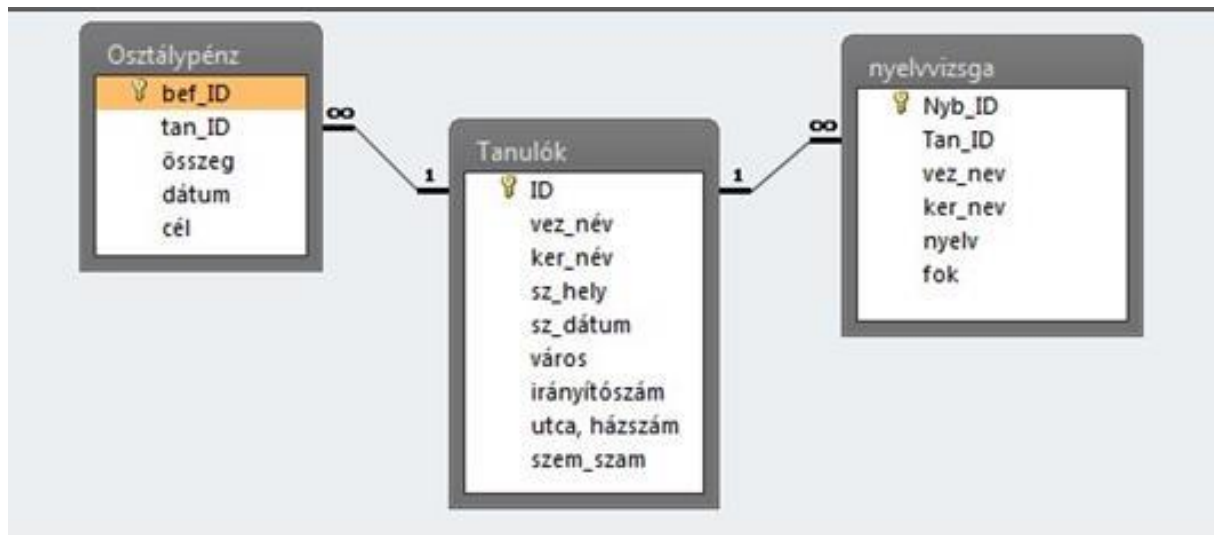 Osztálypénz
bef_ID
tan_ID
összeg
dátum
cél
∞
1
Tanulók
ID
vez_név
ker_név
sz_hely
sz_dátum
város
irányítószám
utca, házszám
szem_szam
1
∞
nyelvvizsga
Nyb_ID
Tan_ID
vez_nev
ker_nev
nyelv
fok